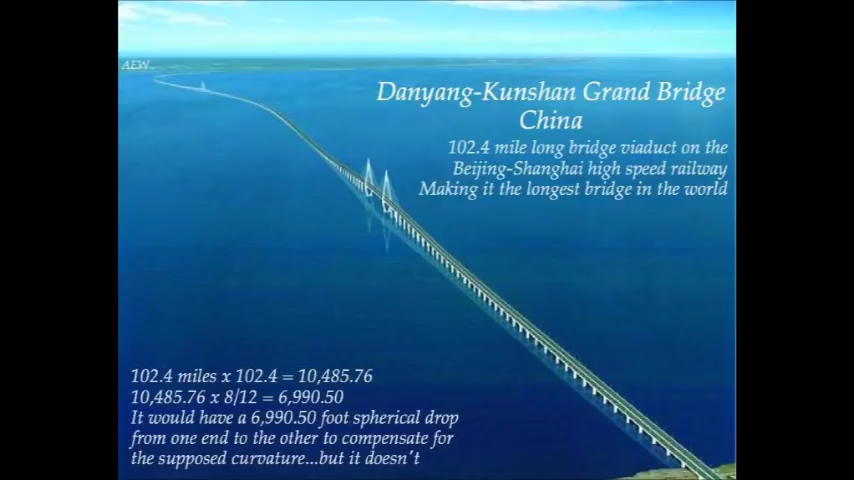 AEW
Danyang-Kunshan Grand Bridge
China
102.4 mile long bridge viaduct on the
Beijing-Shanghai high speed railway
Making it the longest bridge in the world
102.4 miles x 102.4 = 10,485.76
10,485.76 x 8/12 = 6,990.50
It would have a 6,990.50 foot spherical drop
from one end to the other to compensate for
the supposed curvature...but it doesn't